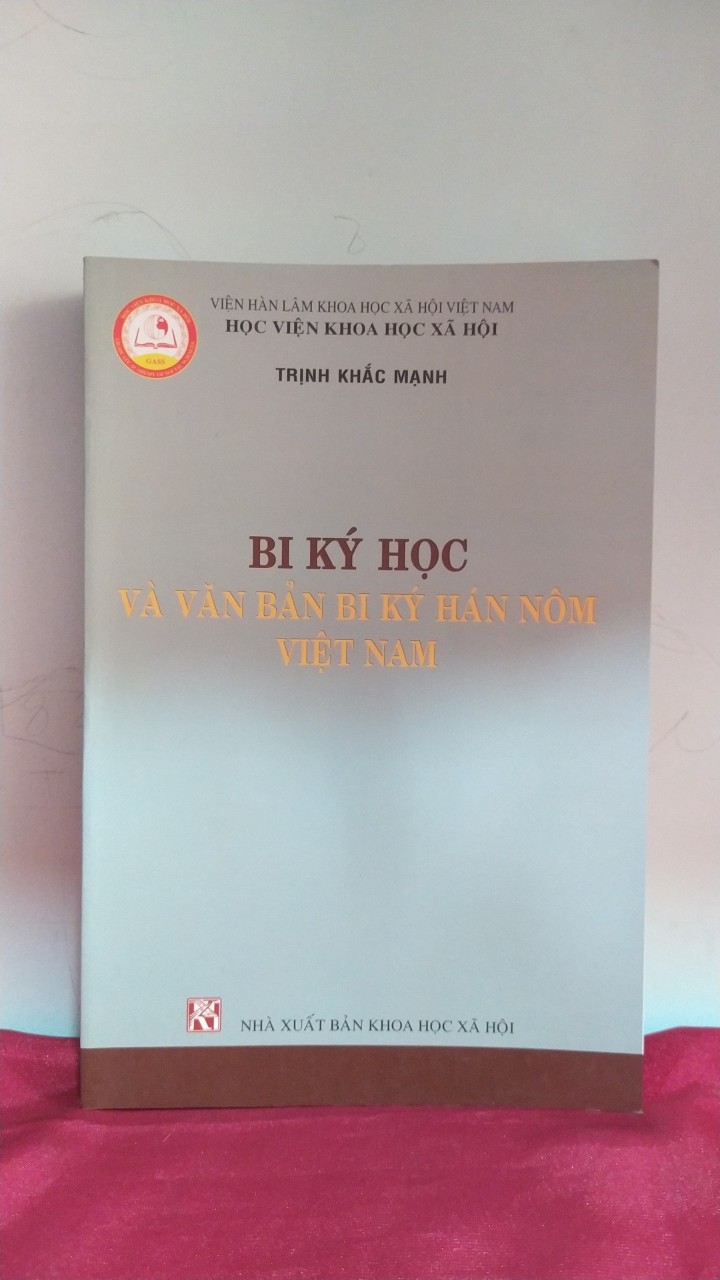 VIỆN HÀN LÂM KHOA HỌC XÃ HỘI VIỆT NAM
HỌC VIỆN KHOA HỌC XÃ HỘI
GASS
TRỊNH KHẮC MẠNH
BI KÝ HỌC
VÀ VĂN BẢN BI KÝ HÁN NÔM
VIỆT NAM
NHÀ XUẤT BẢN KHOA HỌC XÃ HỘI